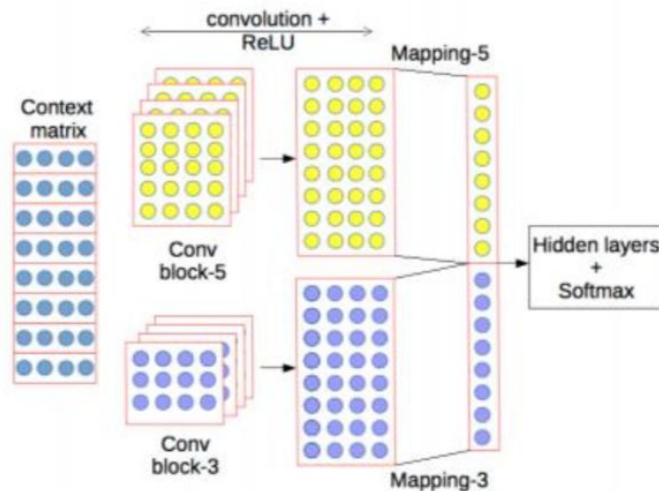 convolution +
ReLU
Mapping-5
Context
matrix
Conv
block-5
Hidden layers
+
Softmax
Conv
block-3
Mapping-3